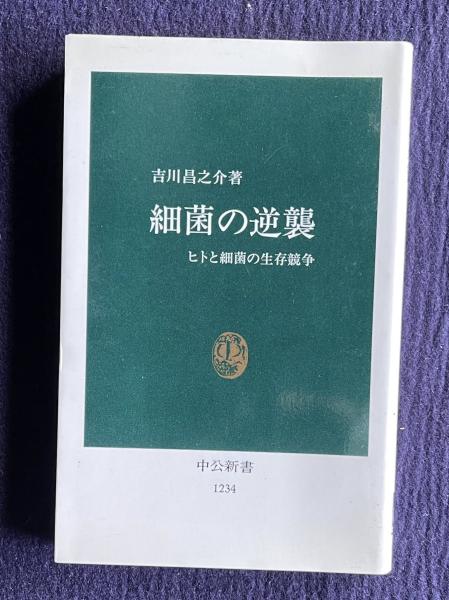 吉川昌之介著
細菌の逆襲
ヒトと細菌の生存競争
中公新書
1234